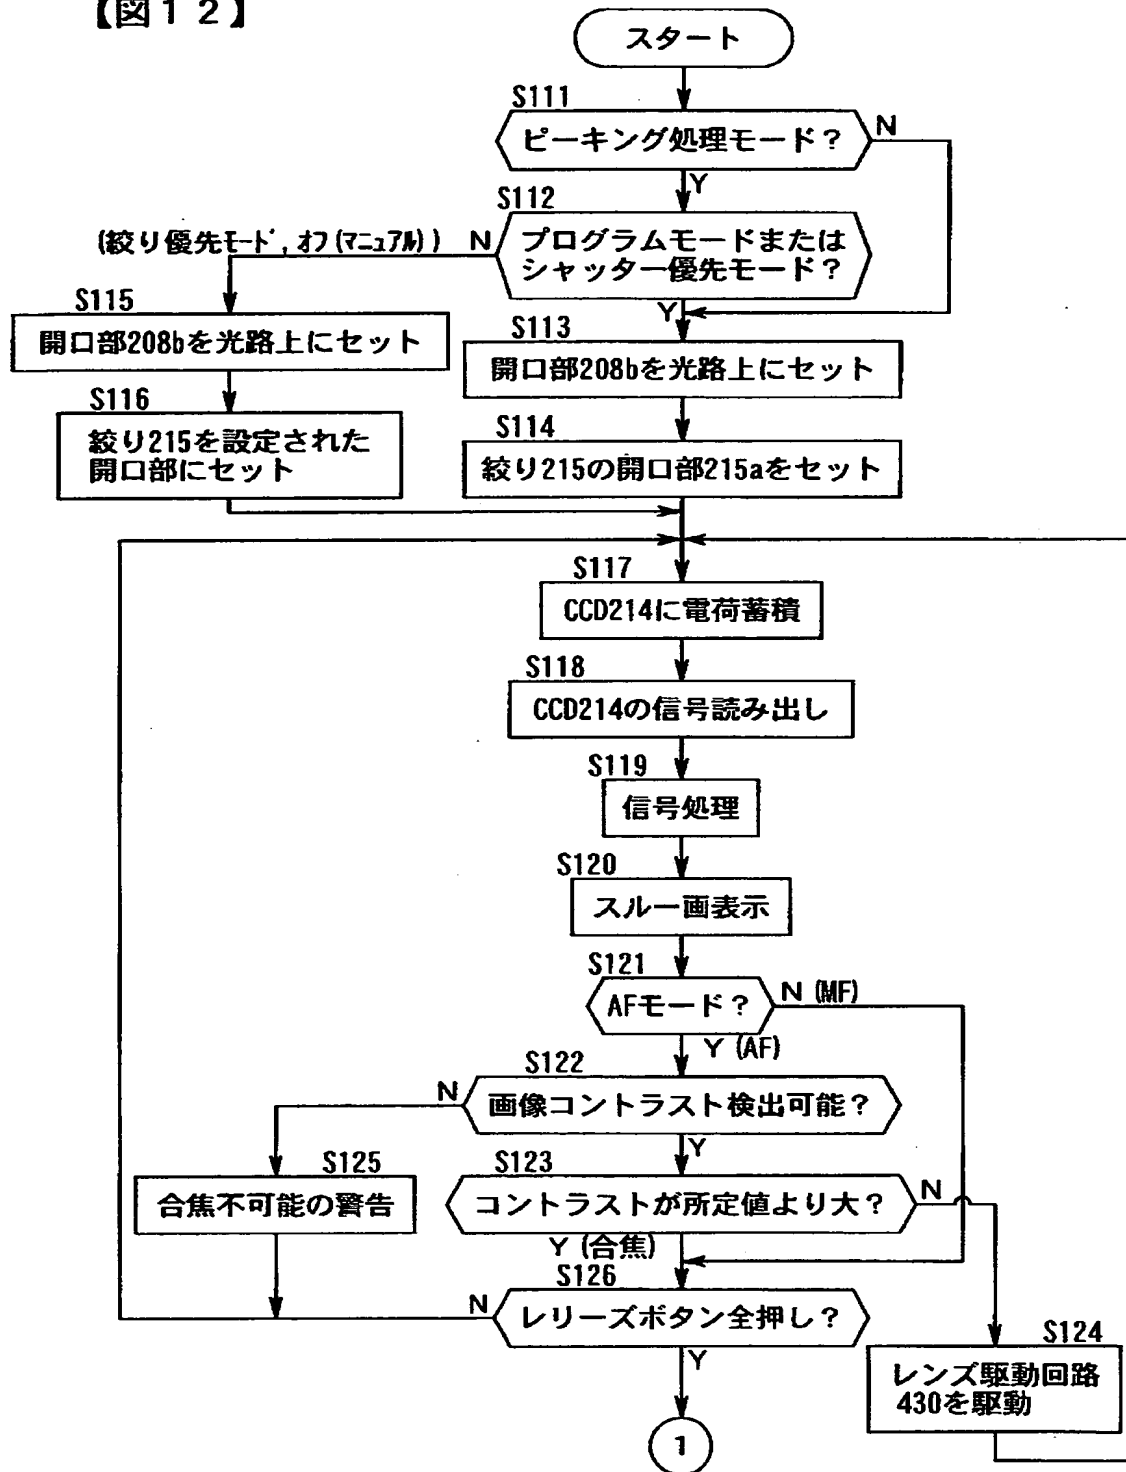 【図１２】
スタート
S111
ピーキング処理モード？
N
Y
S112
プログラムモードまたは
シャッター優先モード？
N
(絞り優先ﾓｰﾄﾞ,ｵﾌ(ﾏﾆｭｱﾙ))
Y
S115
開口部208bを光路上にセット
S113
開口部208bを光路上にセット
S116
絞り215を設定された
開口部にセット
S114
絞り215の開口部215aをセット
S117
CCD214に電荷蓄積
S118
CCD214の信号読み出し
S119
信号処理
S120
スルー画表示
S121
AFモード？
N (MF)
Y (AF)
S122
画像コントラスト検出可能？
N
Y
S125
合焦不可能の警告
S123
コントラストが所定値より大？
N
Y (合焦)
S126
レリーズボタン全押し？
N
Y
S124
レンズ駆動回路
430を駆動
1